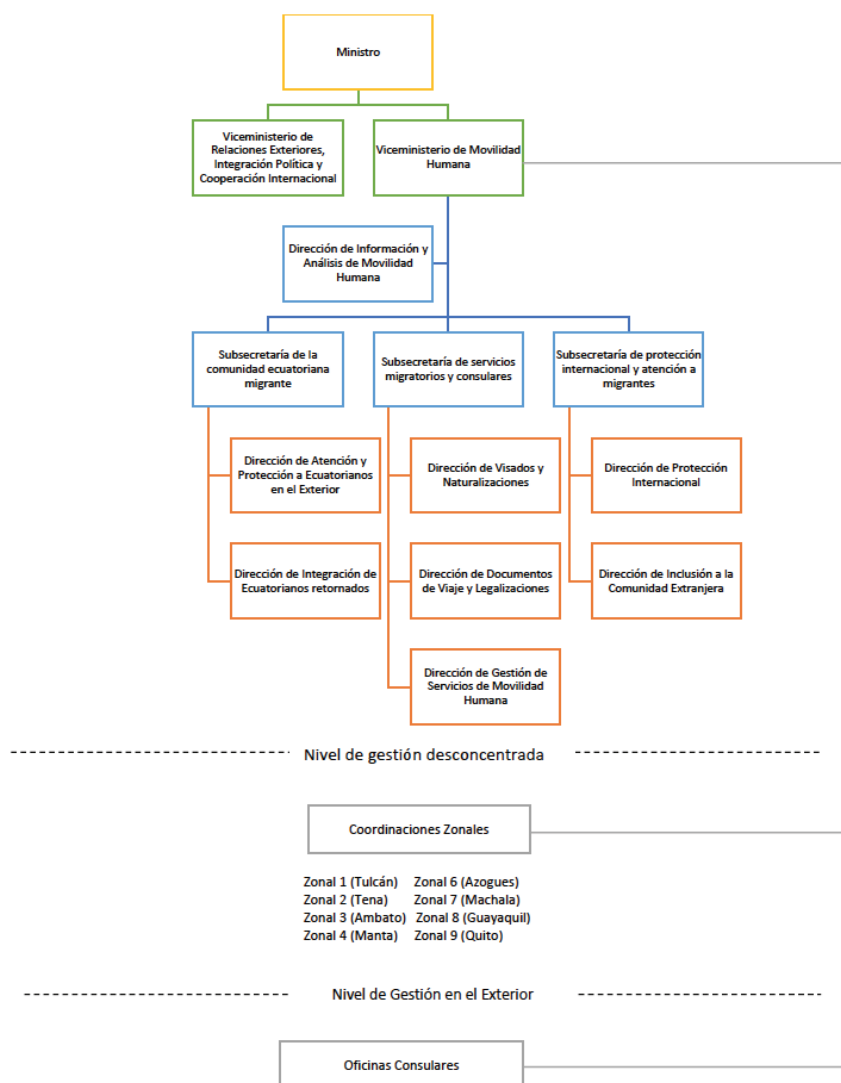 Ministro
Viceministerio de
Relaciones Exteriores,
Integración Política y
Cooperación Internacional
Viceministerio de Movilidad
Humana
Dirección de Información y
Análisis de Movilidad
Humana
Subsecretaría de la
comunidad ecuatoriana
migrante
Subsecretaría de servicios
migratorios y consulares
Subsecretaría de protección
internacional y atención a
migrantes
Dirección de Atención y
Protección a Ecuatorianos
en el Exterior
Dirección de Visados y
Naturalizaciones
Dirección de Protección
Internacional
Dirección de Integración de
Ecuatorianos retornados
Dirección de Documentos
de Viaje y Legalizaciones
Dirección de Inclusión a la
Comunidad Extranjera
Dirección de Gestión de
Servicios de Movilidad
Humana
Nivel de gestión desconcentrada
Coordinaciones Zonales
Zonal 1 (Tulcán) Zonal 6 (Azogues)
Zonal 2 (Tena) Zonal 7 (Machala)
Zonal 3 (Ambato) Zonal 8 (Guayaquil)
Zonal 4 (Manta) Zonal 9 (Quito)
Nivel de Gestión en el Exterior
Oficinas Consulares